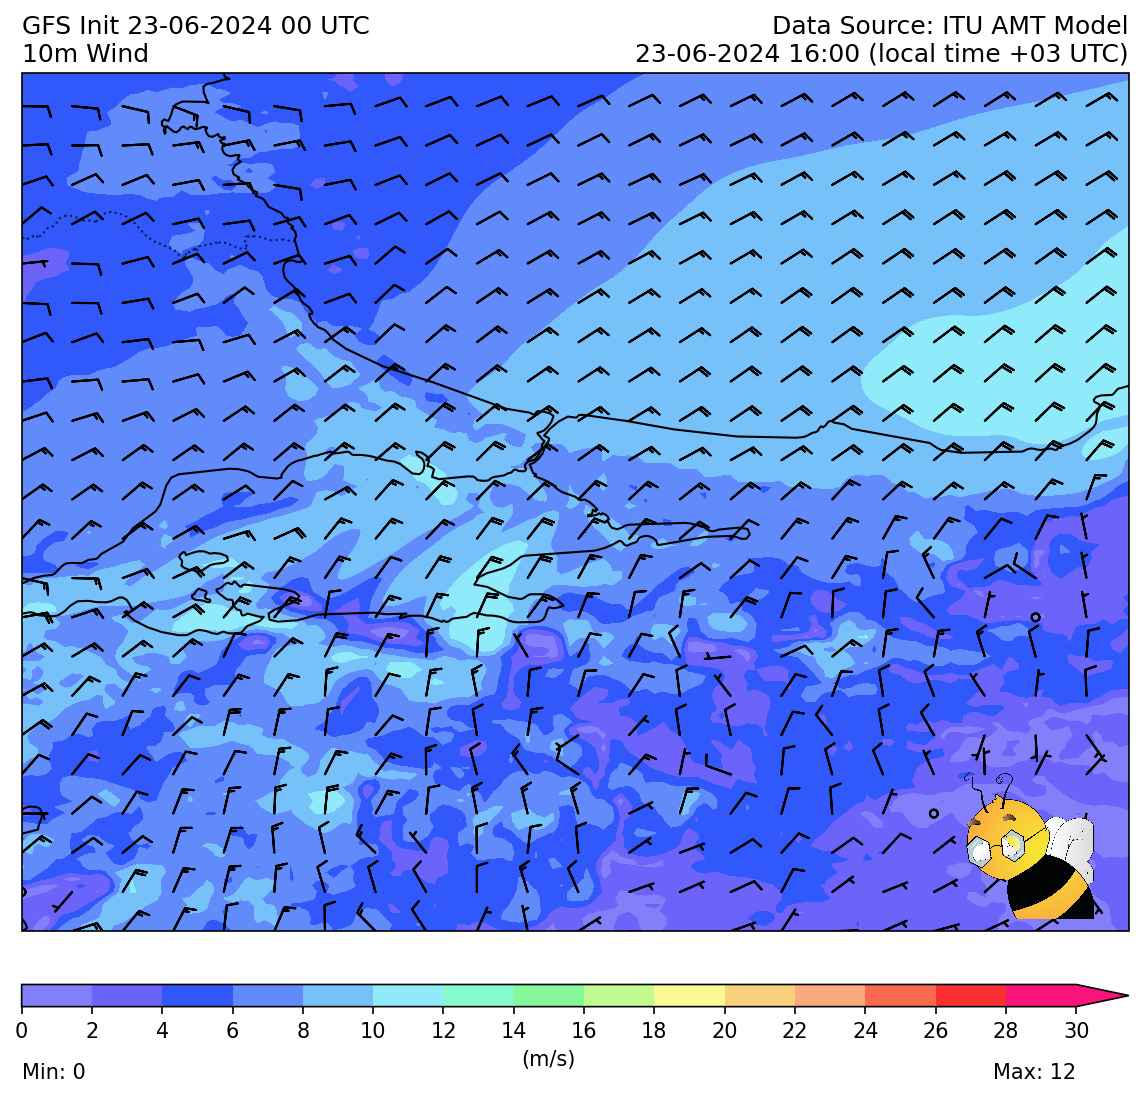 GFS Init 23-06-2024 00 UTC
Data Source: ITU AMT Model
10m Wind
23-06-2024 16:00 (local time +03 UTC)
0 2 4 6 8 10 12 14 16 18 20 22 24 26 28 30
(m/s)
Min: 0
Max: 12